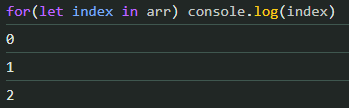 for(let index in arr) console.log(index)
0
1
2